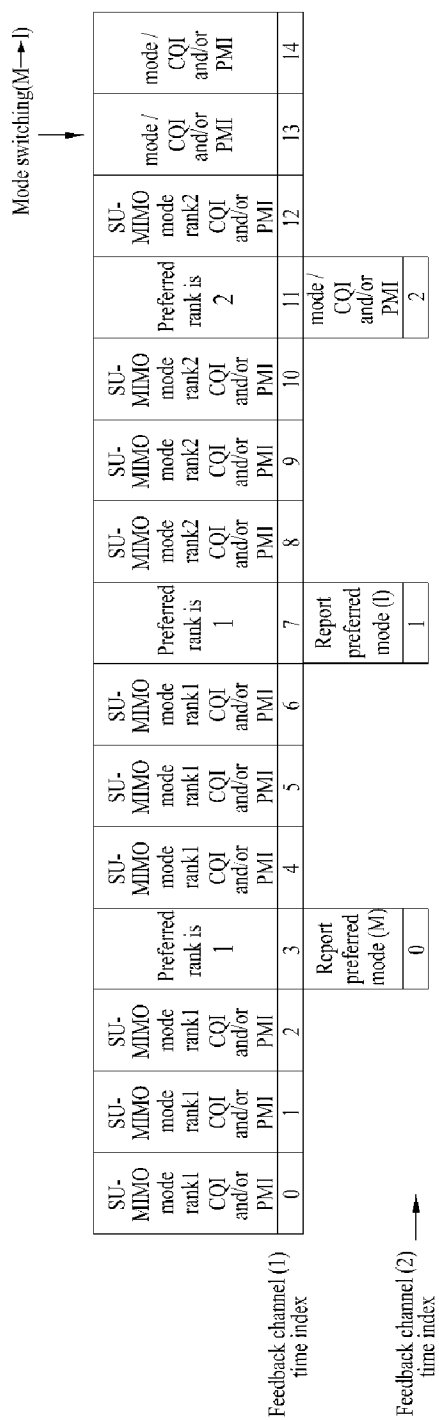 Mode switching(M→l)
SU-
MIMO
mode
rank1
CQI
and/or
PMI
SU-
MIMO
mode
rank1
CQI
and/or
PMI
SU-
MIMO
mode
rank1
CQI
and/or
PMI
Preferred
rank is
1
SU-
MIMO
mode
rank1
CQI
and/or
PMI
SU-
MIMO
mode
rank1
CQI
and/or
PMI
SU-
MIMO
mode
rank1
CQI
and/or
PMI
Preferred
rank is
1
SU-
MIMO
mode
rank2
CQI
and/or
PMI
SU-
MIMO
mode
rank2
CQI
and/or
PMI
SU-
MIMO
mode
rank2
CQI
and/or
PMI
Preferred
rank is
2
SU-
MIMO
mode
rank2
CQI
and/or
PMI
mode /
CQI
and/or
PMI
mode /
CQI
and/or
PMI
Feedback channel (1)
time index
0 1 2 3 4 5 6 7 8 9 10 11 12 13 14
Report
preferred
mode (M)
Report
preferred
mode (l)
mode /
CQI
and/or
PMI
Feedback channel (2)
time index
→
0 1 2